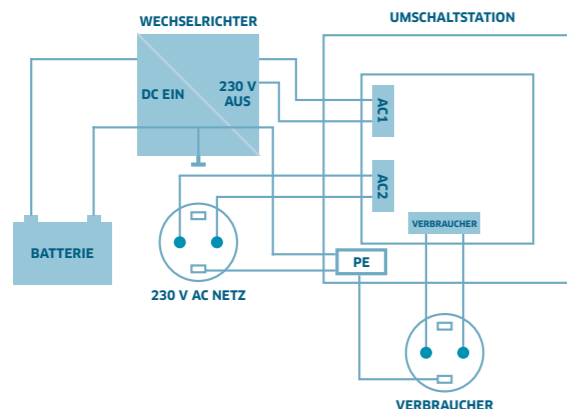 WECHSELRICHTER
UMSCHALTSTATION
DC EIN
230 V
AUS
AC1
AC2
VERBRAUCHER
BATTERIE
PE
230 V AC NETZ
VERBRAUCHER